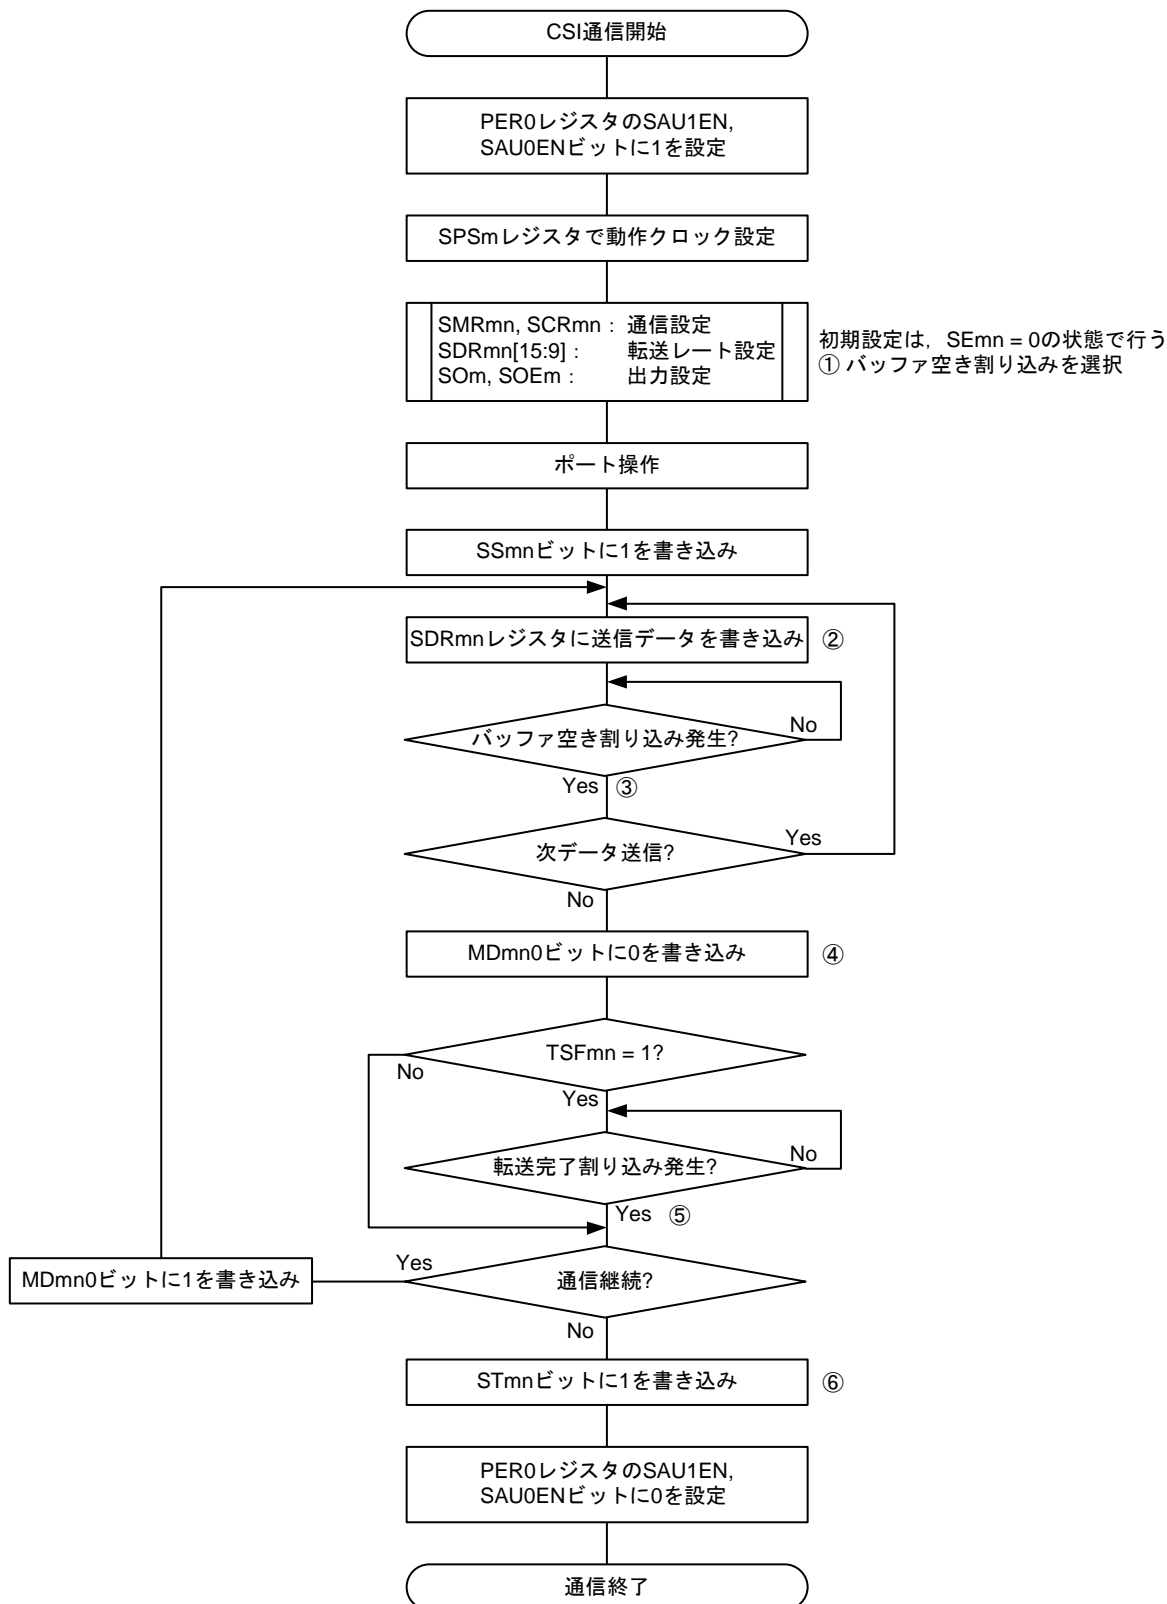 CSI通信開始
PER0レジスタのSAU1EN,
SAU0ENビットに1を設定
SPSmレジスタで動作クロック設定
SMRmn, SCRmn： 通信設定
SDRmn[15:9]： 転送レート設定
SOm, SOEm： 出力設定
初期設定は，SEmn = 0の状態で行う
① バッファ空き割り込みを選択
ポート操作
SSmnビットに1を書き込み
SDRmnレジスタに送信データを書き込み ②
バッファ空き割り込み発生?
No
Yes ③
次データ送信?
Yes
No
MDmn0ビットに0を書き込み ④
TSFmn = 1?
No
Yes
転送完了割り込み発生?
No
Yes ⑤
通信継続?
Yes
MDmn0ビットに1を書き込み
No
STmnビットに1を書き込み ⑥
PER0レジスタのSAU1EN,
SAU0ENビットに0を設定
通信終了